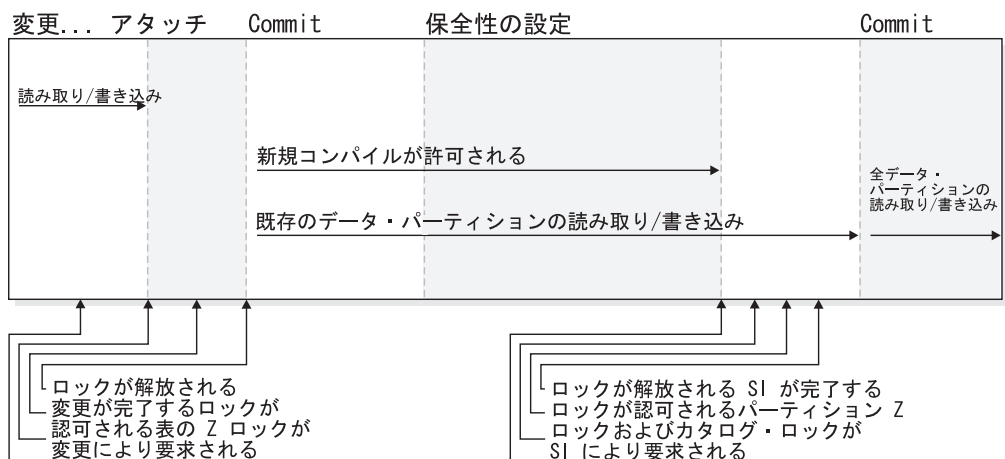 変更... アタッチ Commit 保全性の設定 Commit
読み取り/書き込み
新規コンパイルが許可される
全データ・
パーティションの
読み取り/書き込み
既存のデータ・パーティションの読み取り/書き込み
ロックが解放される
変更が完了するロックが
認可される表の Z ロックが
変更により要求される
ロックが解放される SI が完了する
ロックが認可されるパーティション Z
ロックおよびカタログ・ロックが
SI により要求される